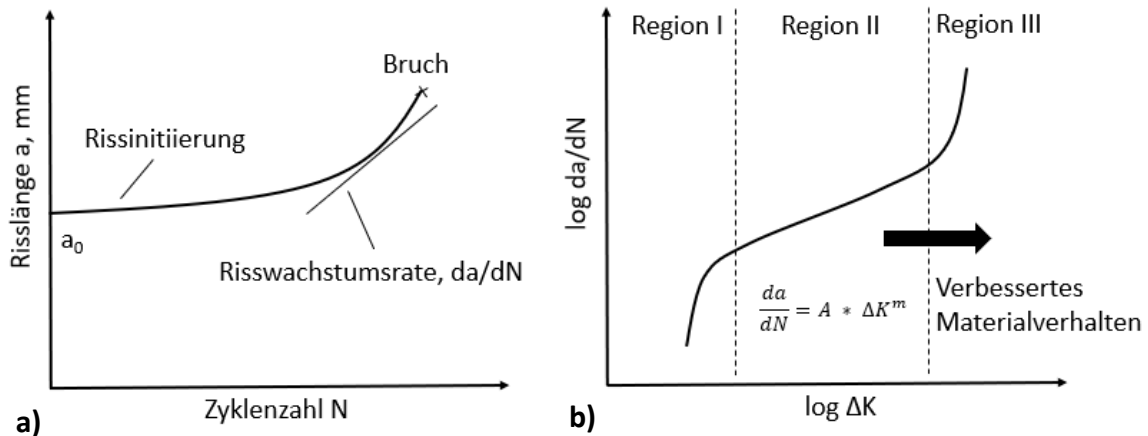 Risslänge a, mm
Bruch
Rissinitiierung
a₀
Risswachstumsrate, da/dN
Zyklenzahl N
a)
Region I
Region II
Region III
log da/dN
da/dN = A * ΔK^m
Verbessertes
Materialverhalten
log ΔK
b)